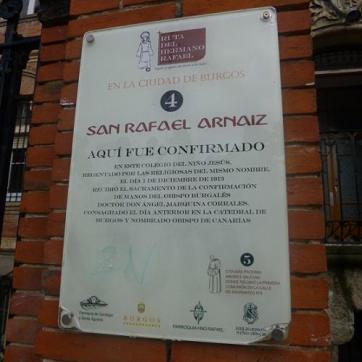 RUTA
DEL
HERMANO
RAFAEL
EN LA CIUDAD DE BURGOS
4
SAN RAFAEL ARNAIZ
AQUÍ FUE CONFIRMADO
EN ESTE COLEGIO DEL NIÑO JESÚS,
REGENTADO POR LAS RELIGIOSAS DEL MISMO NOMBRE,
EL DÍA 1 DE DICIEMBRE DE 1913
RECIBIÓ EL SACRAMENTO DE LA CONFIRMACIÓN
DE MANOS DEL OBISPO BURGALÉS
DOCTOR DON ÁNGEL MARQUINA CORRALES,
CONSAGRADO EL DÍA ANTERIOR EN LA CATEDRAL DE
BURGOS Y NOMBRADO OBISPO DE CANARIAS
5
BURGOS
PARROQUIA HNO RAFAEL